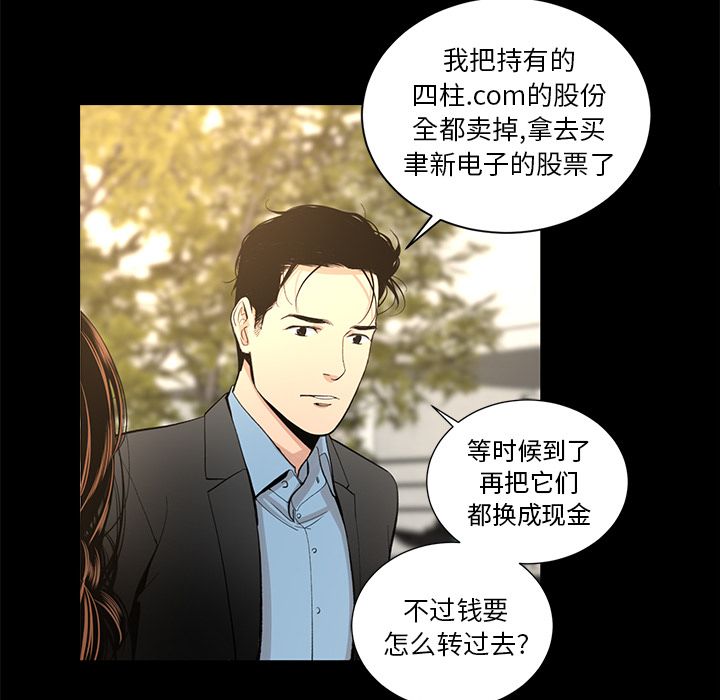 我把持有的
四柱.com的股份
全都卖掉,拿去买
聿新电子的股票了
等时候到了
再把它们
都换成现金
不过钱要
怎么转过去?